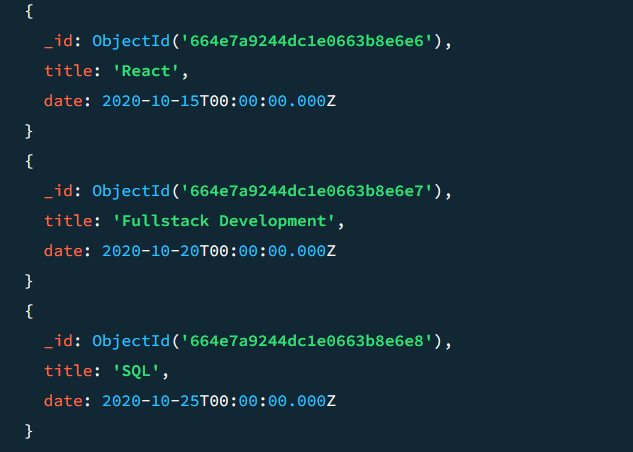 {
_id: ObjectId('664e7a9244dc1e0663b8e6e6'),
title: 'React',
date: 2020-10-15T00:00:00.000Z
}
{
_id: ObjectId('664e7a9244dc1e0663b8e6e7'),
title: 'Fullstack Development',
date: 2020-10-20T00:00:00.000Z
}
{
_id: ObjectId('664e7a9244dc1e0663b8e6e8'),
title: 'SQL',
date: 2020-10-25T00:00:00.000Z
}